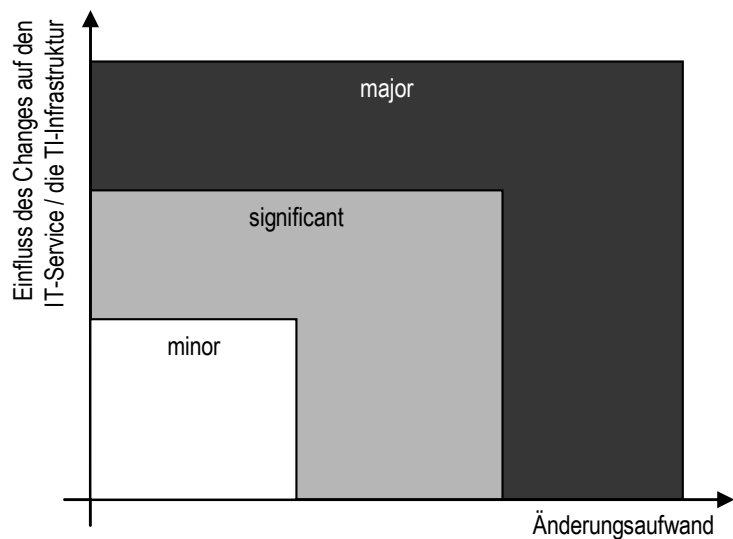 Einfluss des Changes auf den
IT-Service / die TI-Infrastruktur
major
significant
minor
Änderungsaufwand